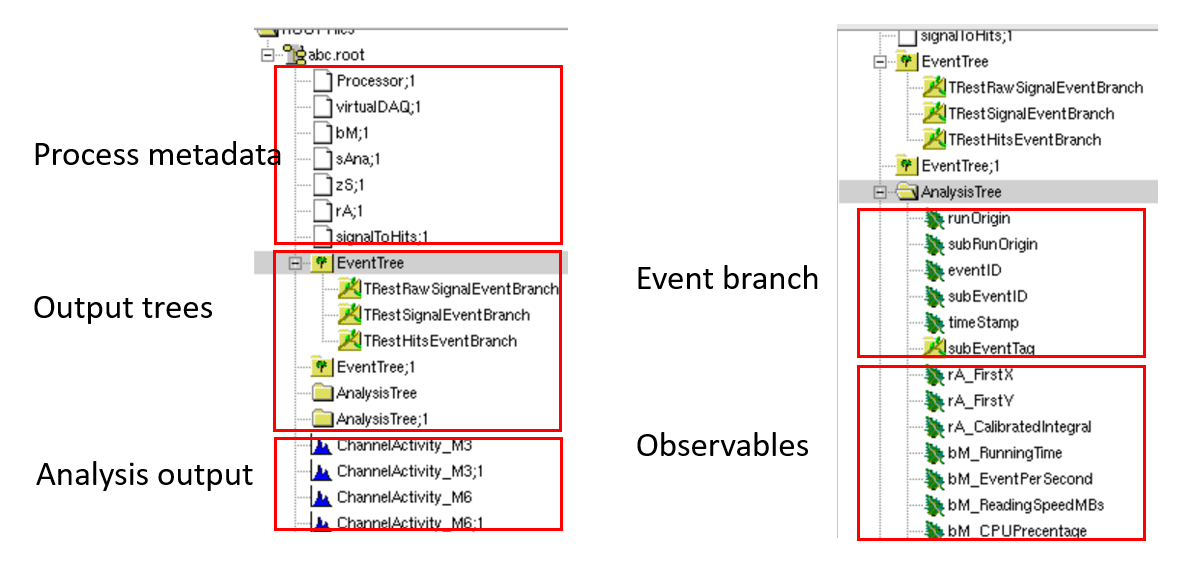 Process metadata
Output trees
Analysis output
ROOT Files
abc.root
Processor;1
virtualDAQ;1
bM;1
sAna;1
zS;1
rA;1
signalToHits;1
EventTree
TRestRawSignalEventBranch
TRestSignalEventBranch
TRestHitsEventBranch
EventTree;1
AnalysisTree
AnalysisTree;1
ChannelActivity_M3
ChannelActivity_M3;1
ChannelActivity_M6
ChannelActivity_M6;1
Event branch
Observables
signalToHits;1
EventTree
TRestRawSignalEventBranch
TRestSignalEventBranch
TRestHitsEventBranch
EventTree;1
AnalysisTree
runOrigin
subRunOrigin
eventID
subEventID
timeStamp
subEventTag
rA_FirstX
rA_FirstY
rA_CalibratedIntegral
bM_RunningTime
bM_EventPerSecond
bM_ReadingSpeedMBs
bM_CPUPrecentage